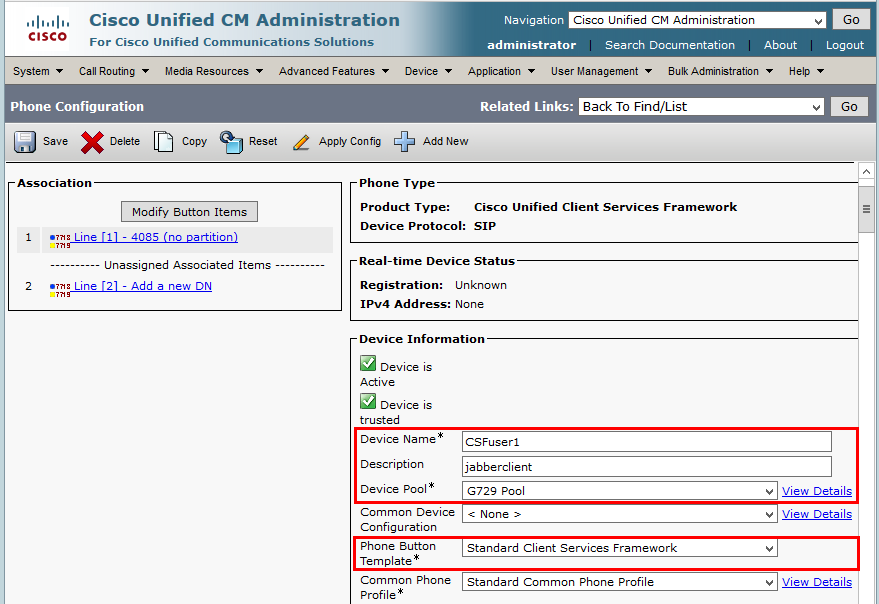 cisco
Cisco Unified CM Administration
For Cisco Unified Communications Solutions
Navigation Cisco Unified CM Administration Go
administrator | Search Documentation | About | Logout
System Call Routing Media Resources Advanced Features Device Application User Management Bulk Administration Help
Phone Configuration
Related Links: Back To Find/List Go
Save Delete Copy Reset Apply Config Add New
Association
Modify Button Items
1 7718 7719 Line [1] - 4085 (no partition)
---------- Unassigned Associated Items ----------
2 7718 7719 Line [2] - Add a new DN
Phone Type
Product Type: Cisco Unified Client Services Framework
Device Protocol: SIP
Real-time Device Status
Registration: Unknown
IPv4 Address: None
Device Information
Device is
Active
Device is
trusted
Device Name* CSFuser1
Description jabberclient
Device Pool* G729 Pool View Details
Common Device
Configuration
< None > View Details
Phone Button
Template*
Standard Client Services Framework
Common Phone
Profile*
Standard Common Phone Profile View Details